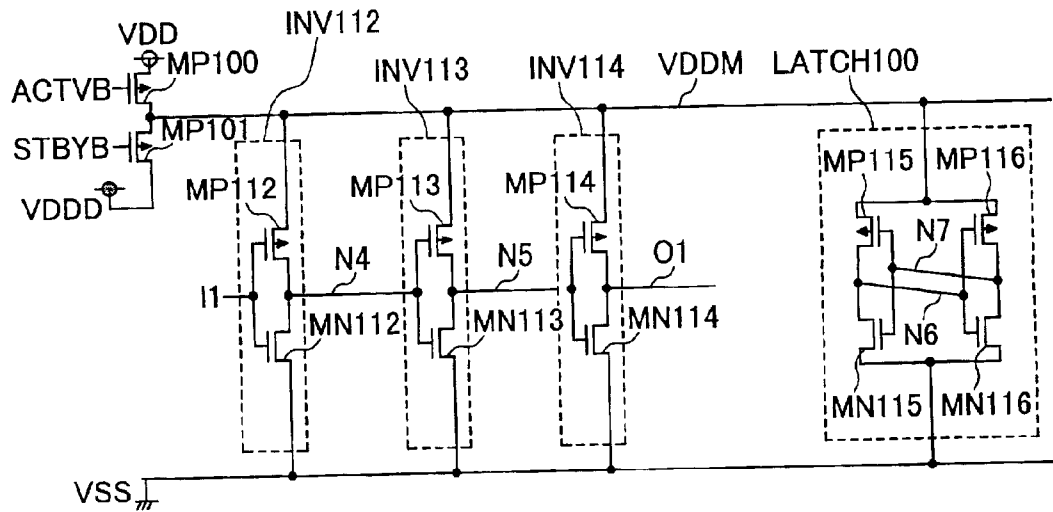 INV112
VDD
MP100
INV113
INV114
VDDM
LATCH100
ACTVB
MP101
STBYB
MP112
MP113
MP114
MP115
MP116
VDDD
N4
N5
O1
N7
I1
MN112
MN113
MN114
N6
MN115
MN116
VSS